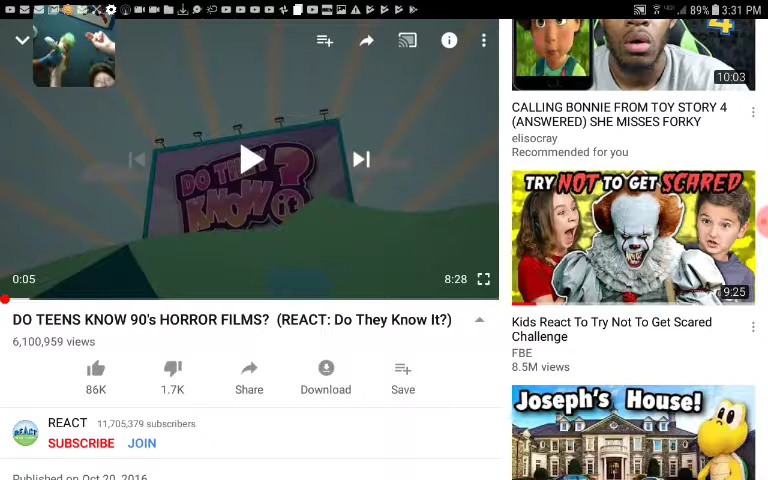 89% 3:31 PM
DO THEY
KNOW it?
0:05
8:28
DO TEENS KNOW 90's HORROR FILMS? (REACT: Do They Know It?)
6,100,959 views
86K
1.7K
Share
Download
Save
REACT
REACT 11,705,379 subscribers
SUBSCRIBE JOIN
Published on Oct 20, 2016
4
10:03
CALLING BONNIE FROM TOY STORY 4
(ANSWERED) SHE MISSES FORKY
elisocray
Recommended for you
TRY NOT TO GET SCARED
9:25
Kids React To Try Not To Get Scared
Challenge
FBE
8.5M views
Joseph's House!